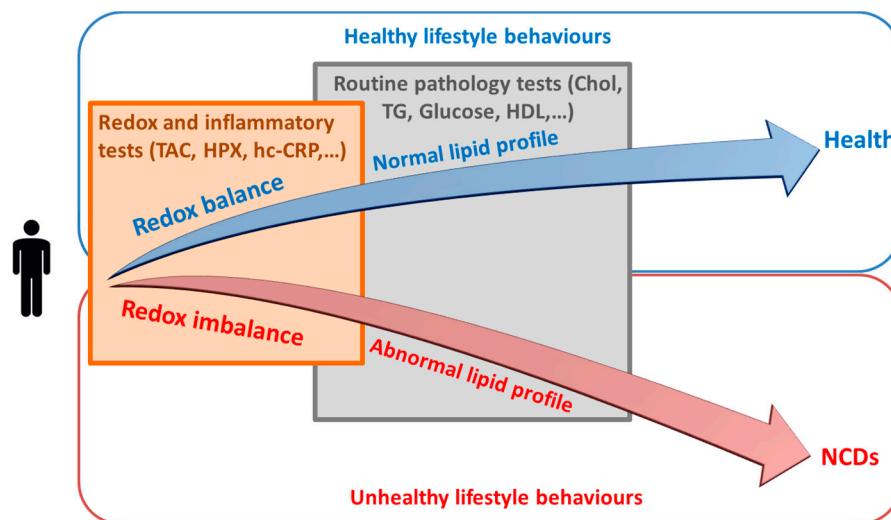 Healthy lifestyle behaviours
Routine pathology tests (Chol,
TG, Glucose, HDL,...)
Redox and inflammatory
tests (TAC, HPX, hc-CRP,...)
Normal lipid profile
Health
Redox balance
Redox imbalance
Abnormal lipid profile
NCDs
Unhealthy lifestyle behaviours